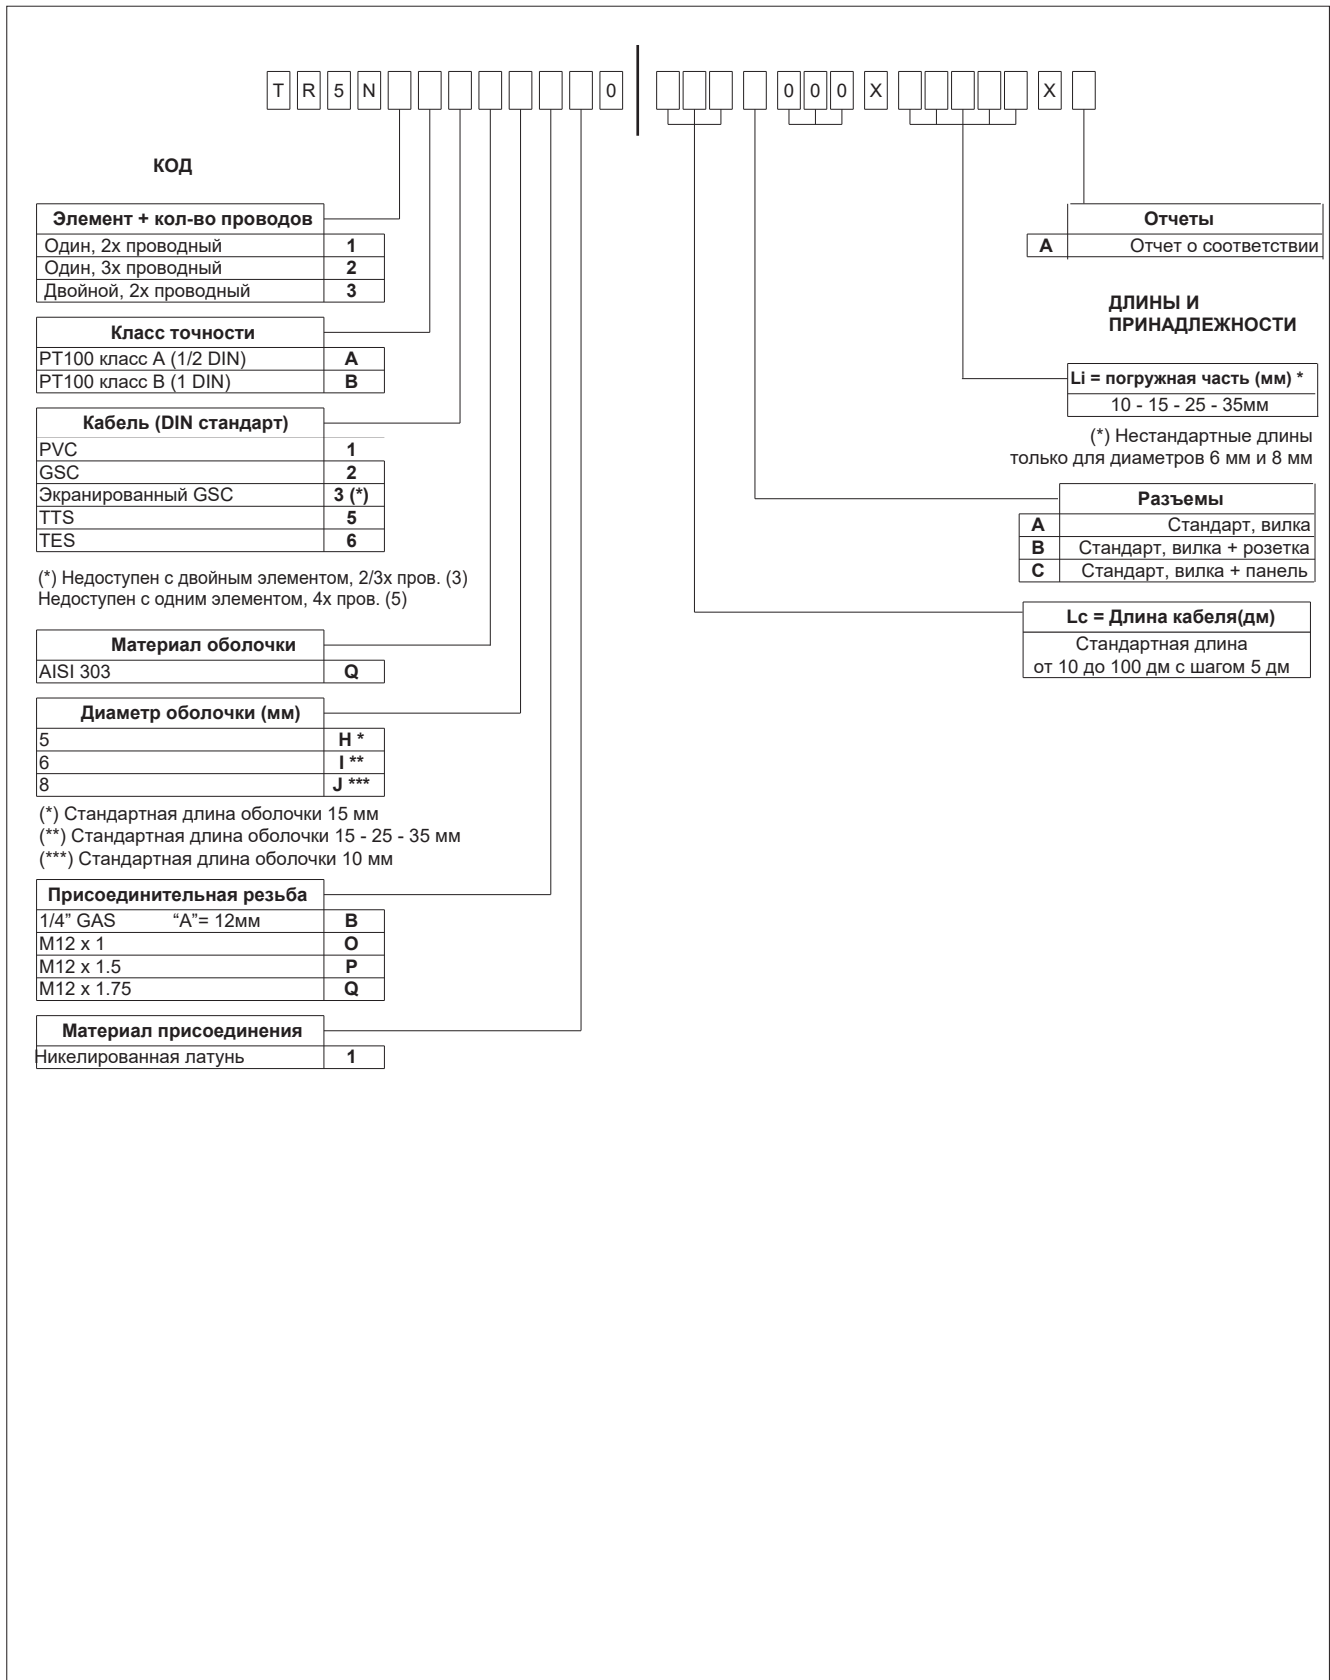 T R 5 N 0 0 0 0 X X
КОД
Элемент + кол-во проводов
Один, 2х проводный 1
Один, 3х проводный 2
Двойной, 2х проводный 3
Класс точности
PT100 класс A (1/2 DIN) A
PT100 класс B (1 DIN) B
Кабель (DIN стандарт)
PVC 1
GSC 2
Экранированный GSC 3 (*)
TTS 5
TES 6
(*) Недоступен с двойным элементом, 2/3х пров. (3)
Недоступен с одним элементом, 4х пров. (5)
Материал оболочки
AISI 303 Q
Диаметр оболочки (мм)
5 H *
6 I **
8 J ***
(*) Стандартная длина оболочки 15 мм
(**) Стандартная длина оболочки 15 - 25 - 35 мм
(***) Стандартная длина оболочки 10 мм
Присоединительная резьба
1/4” GAS “A”= 12мм B
M12 x 1 O
M12 x 1.5 P
M12 x 1.75 Q
Материал присоединения
Никелированная латунь 1
Отчеты
A Отчет о соответствии
ДЛИНЫ И
ПРИНАДЛЕЖНОСТИ
Li = погружная часть (мм) *
10 - 15 - 25 - 35мм
(*) Нестандартные длины
только для диаметров 6 мм и 8 мм
Разъемы
A Стандарт, вилка
B Стандарт, вилка + розетка
C Стандарт, вилка + панель
Lc = Длина кабеля(дм)
Стандартная длина
от 10 до 100 дм с шагом 5 дм